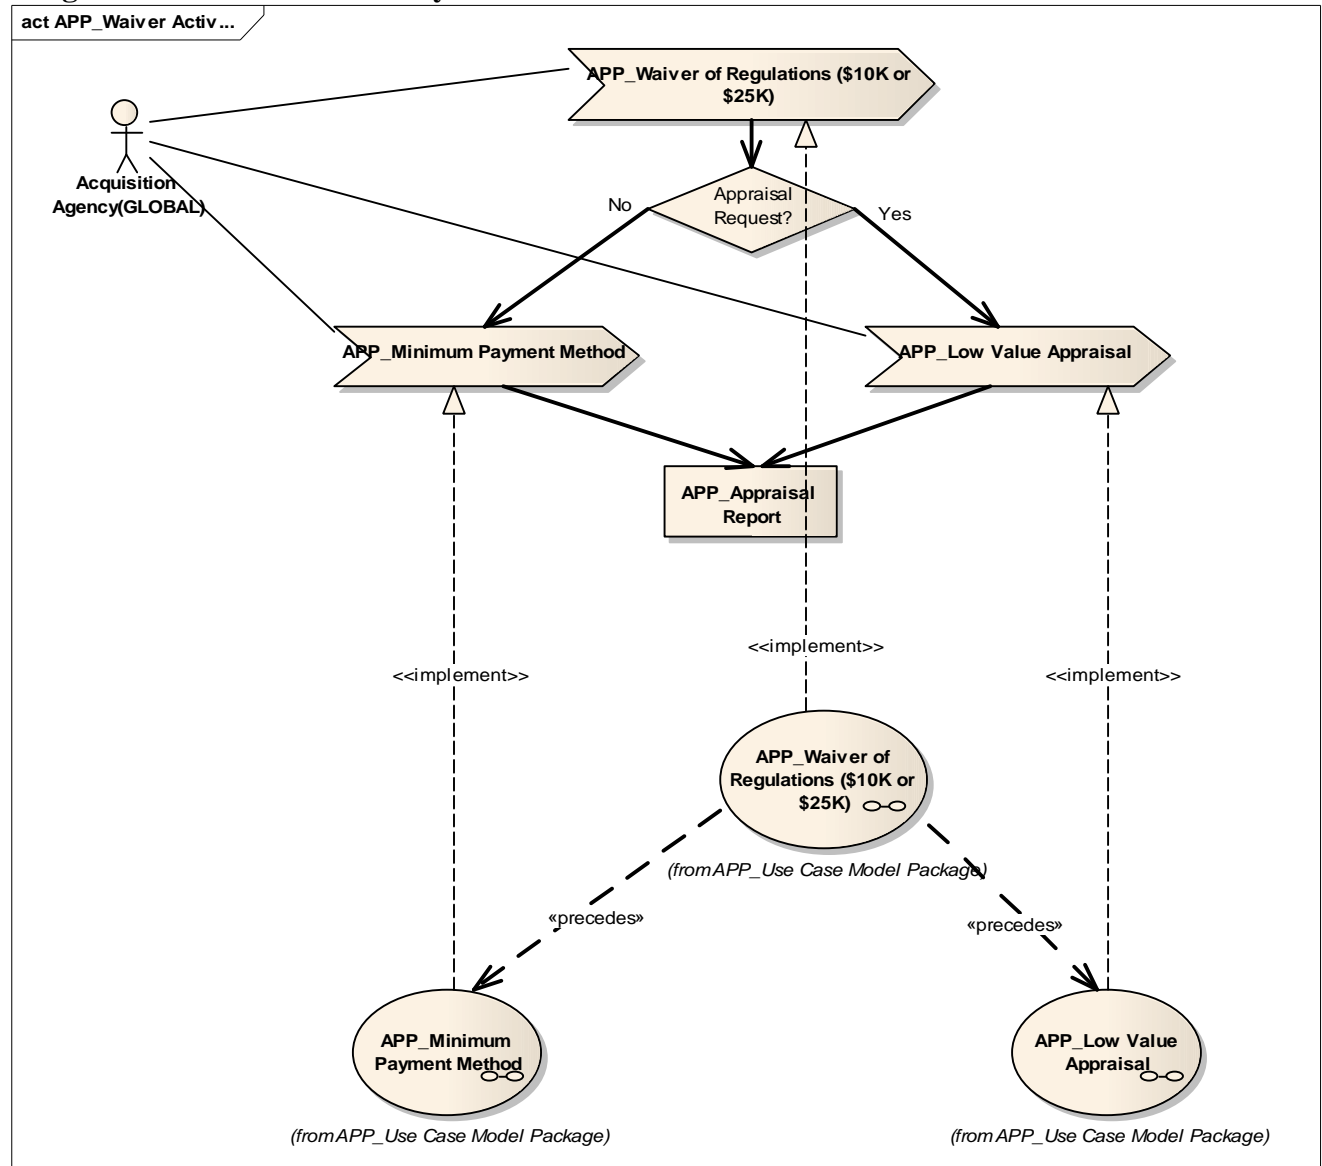 act APP_Waiver Activ...
APP_Waiver of Regulations ($10K or
$25K)
Acquisition
Agency(GLOBAL)
Appraisal
Request?
No
Yes
APP_Minimum Payment Method
APP_Low Value Appraisal
APP_Appraisal
Report
<<implement>>
<<implement>>
<<implement>>
APP_Waiver of
Regulations ($10K or
$25K)
(from APP_Use Case Model Package)
«precedes»
«precedes»
APP_Minimum
Payment Method
(from APP_Use Case Model Package)
APP_Low Value
Appraisal
(from APP_Use Case Model Package)